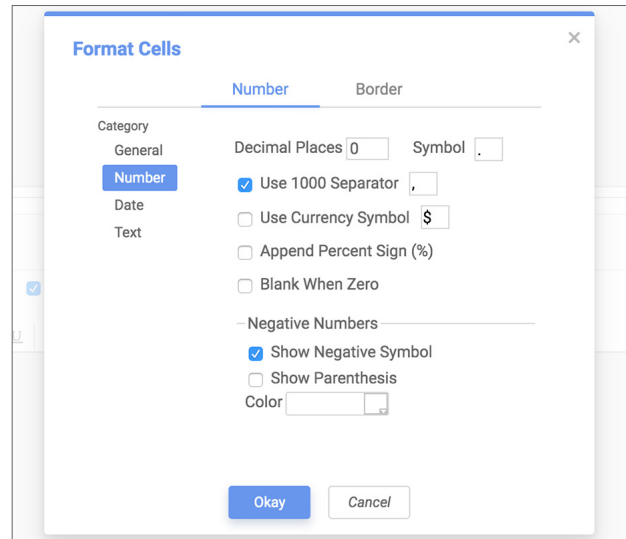 Format Cells
×
Number Border
Category
General
Number
Date
Text
Decimal Places 0 Symbol .
Use 1000 Separator ,
Use Currency Symbol $
Append Percent Sign (%)
Blank When Zero
Negative Numbers
Show Negative Symbol
Show Parenthesis
Color
U
Okay Cancel